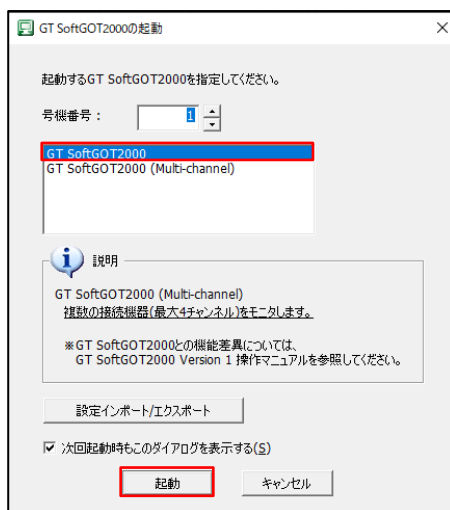 GT SoftGOT2000の起動
起動するGT SoftGOT2000を指定してください。
号機番号：
1
GT SoftGOT2000
GT SoftGOT2000 (Multi-channel)
説明
GT SoftGOT2000 (Multi-channel)
複数の接続機器(最大4チャンネル)をモニタします。
※GT SoftGOT2000との機能差異については、
GT SoftGOT2000 Version 1 操作マニュアルを参照してください。
設定インポート/エクスポート
次回起動時もこのダイアログを表示する(S)
起動
キャンセル